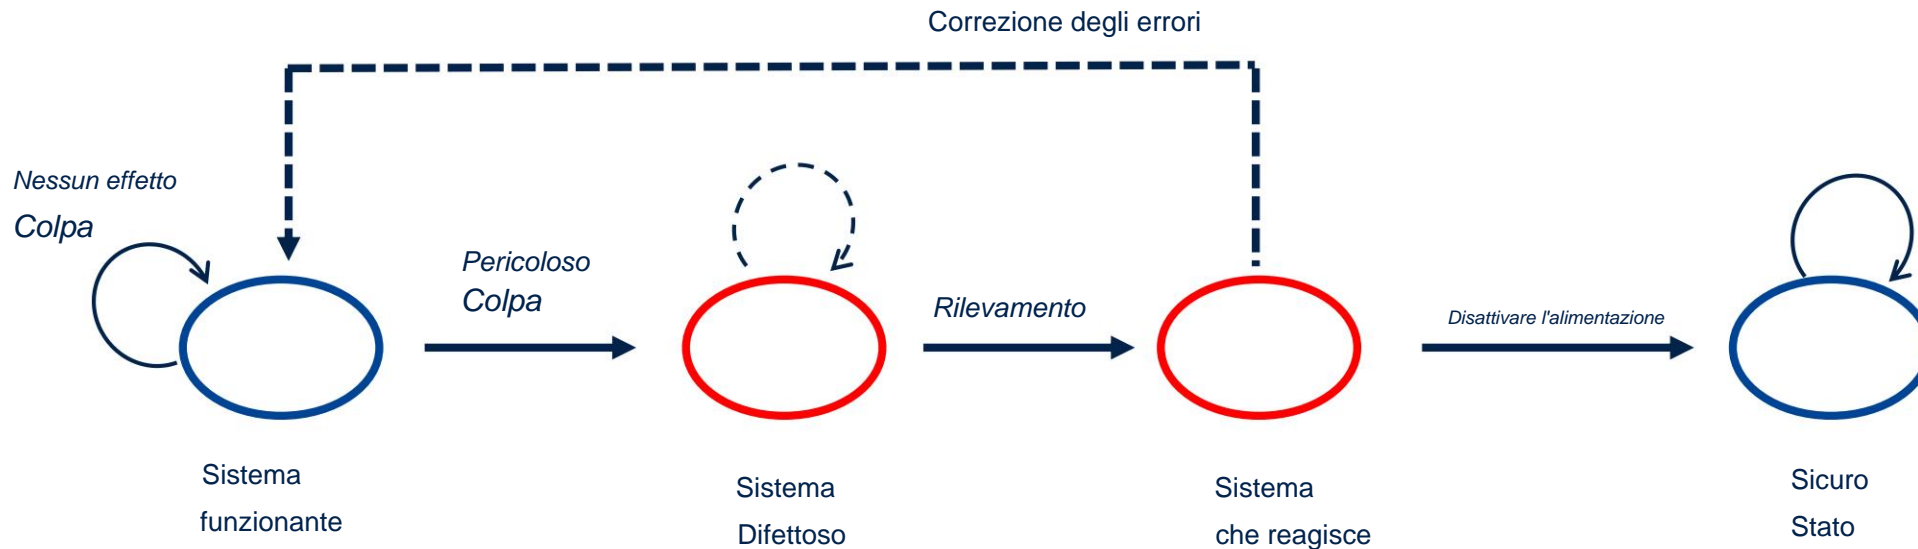 Correzione degli errori
Nessun effetto
Colpa
Pericoloso
Colpa
Rilevamento
Disattivare l'alimentazione
Sistema
funzionante
Sistema
Difettoso
Sistema
che reagisce
Sicuro
Stato